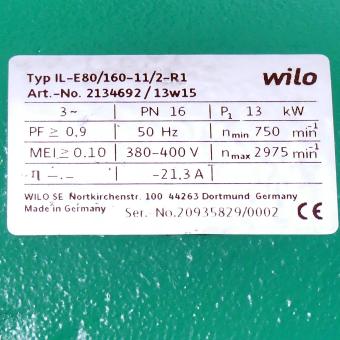 Typ IL-E80/160-11/2-R1 wilo
Art.-No. 2134692 / 13w15
3~ PN 16 P₁ 13 kW
PF ≥ 0,9 50 Hz nmin 750 min⁻¹
MEI ≥ 0.10 380-400 V nmax 2975 min⁻¹
η -.- -21,3 A
WILO SE Nortkirchenstr. 100 44263 Dortmund Germany
Made in Germany Ser.-No.20935829/0002 CE